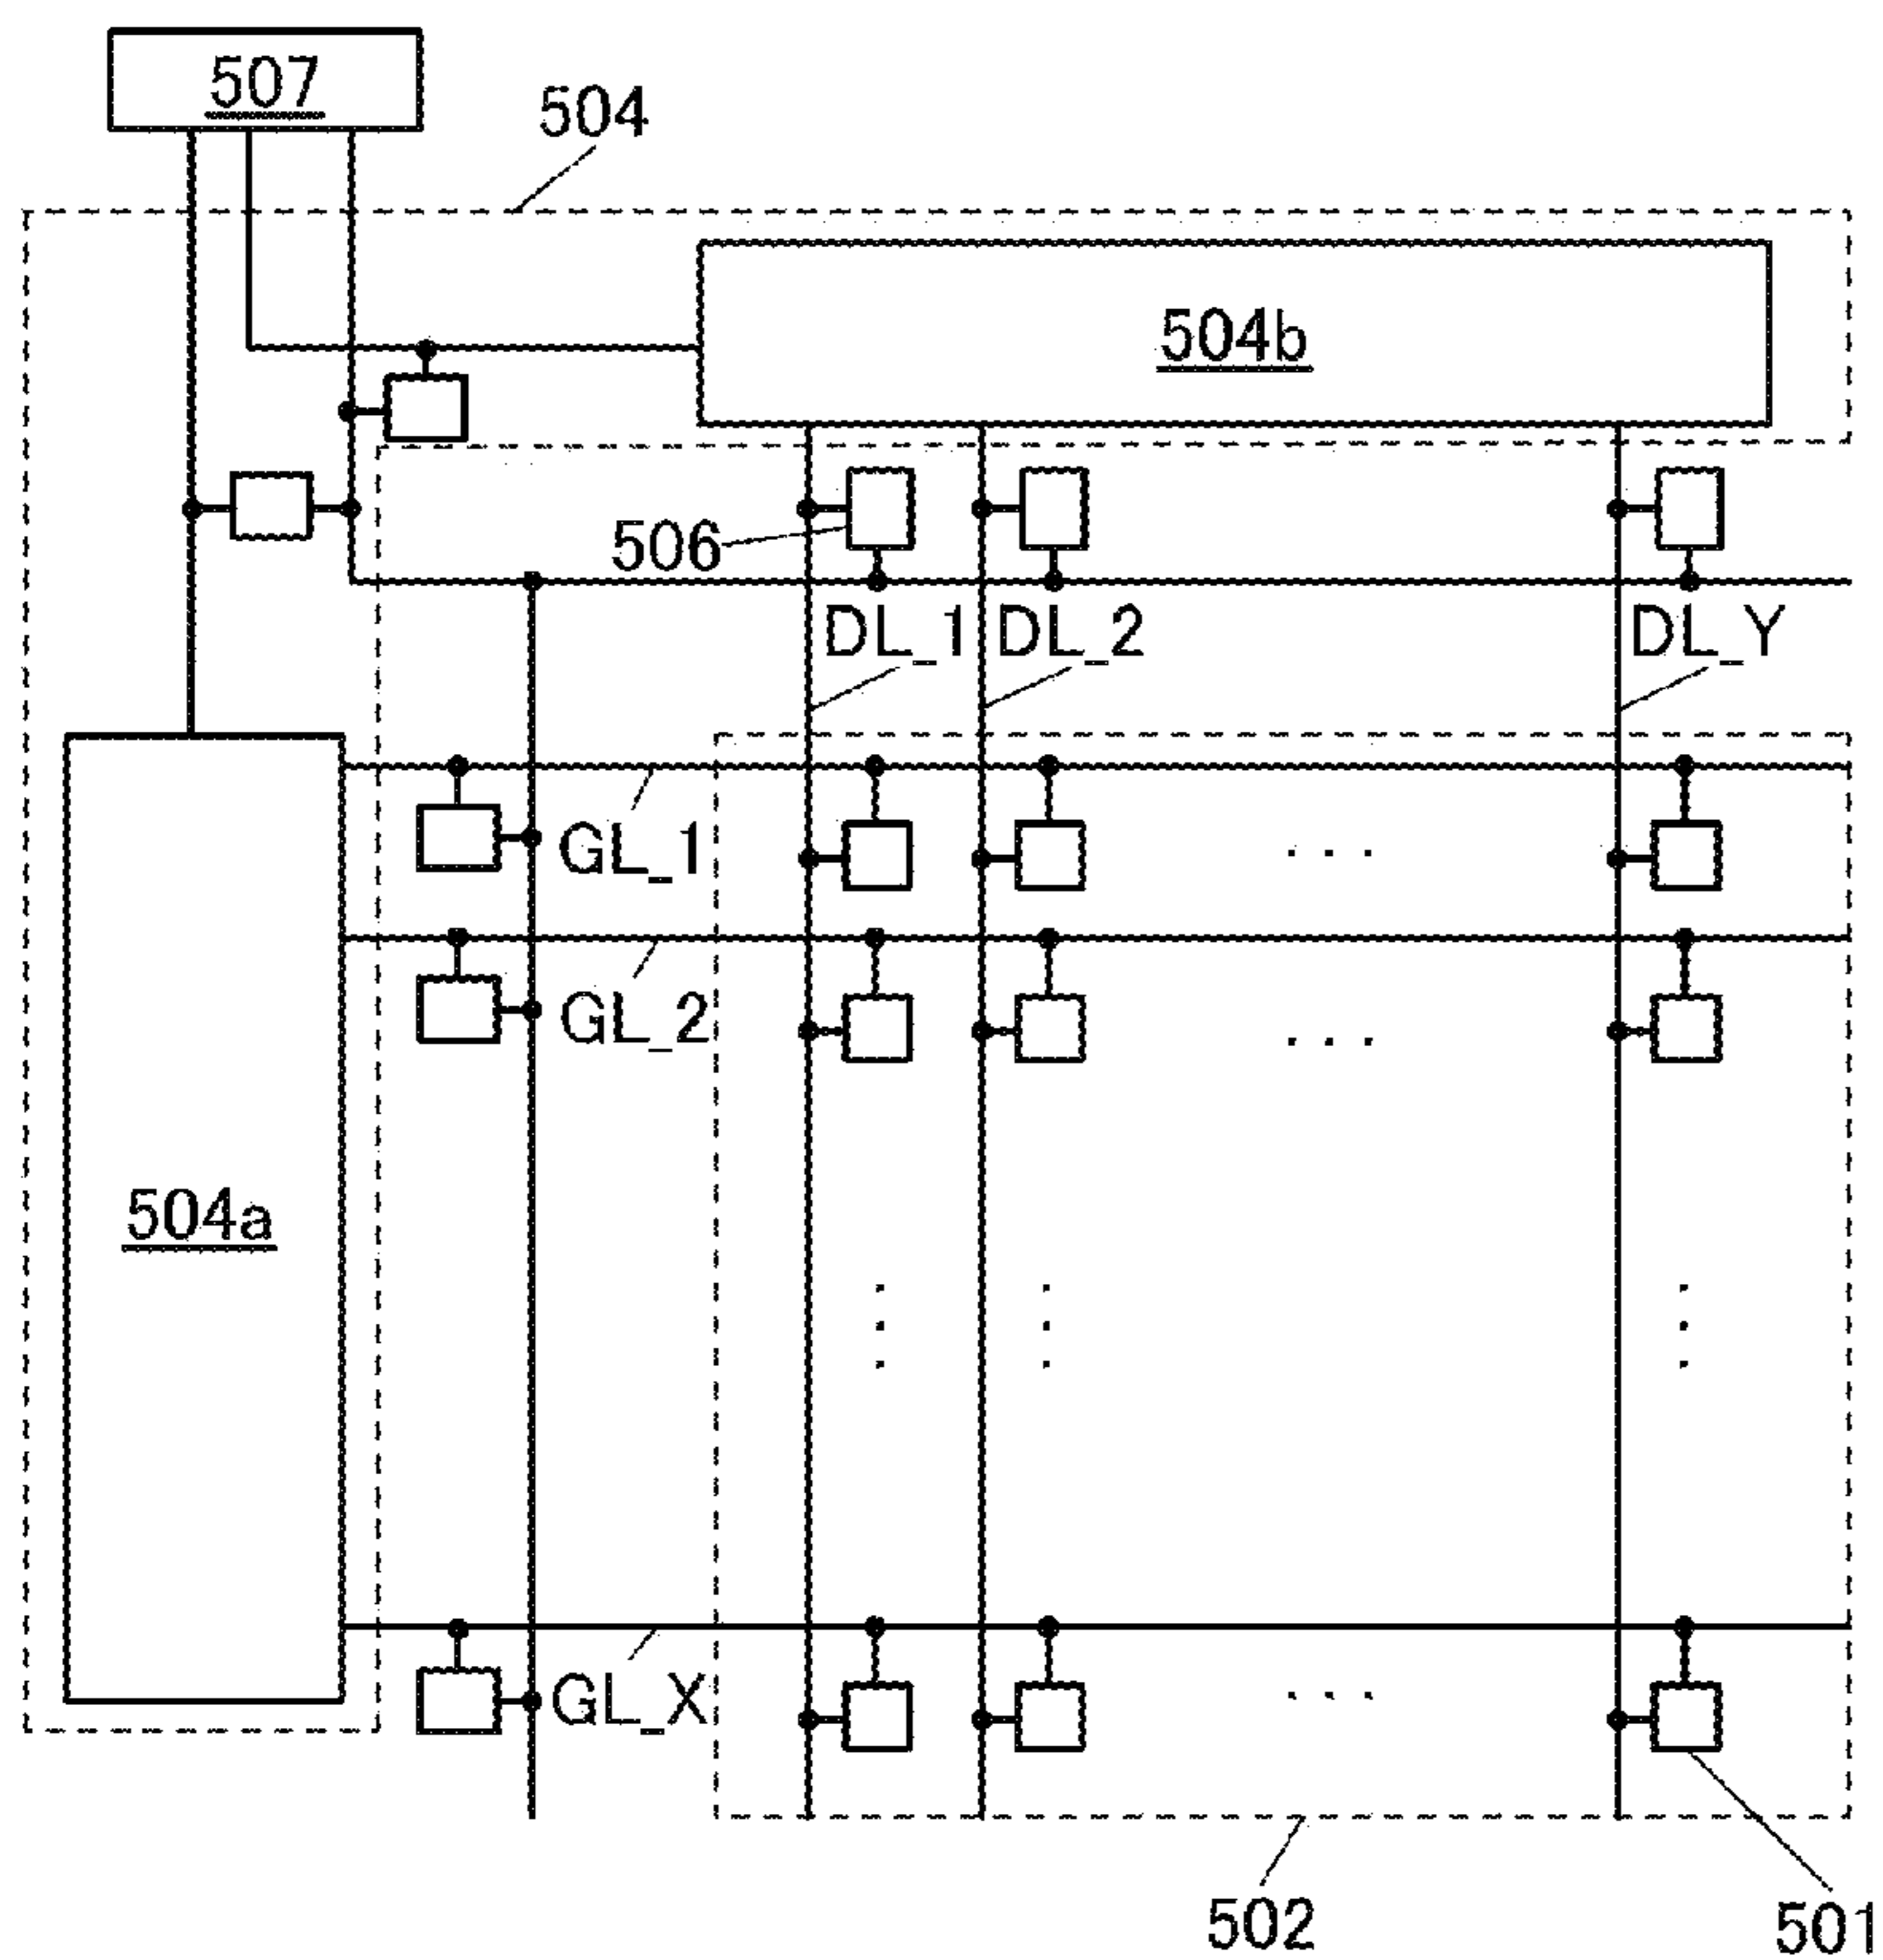 507
504
504b
506
DL_1 DL_2 DL_Y
GL_1
. . .
GL_2
. . .
504a
GL_X
. . .
502
501